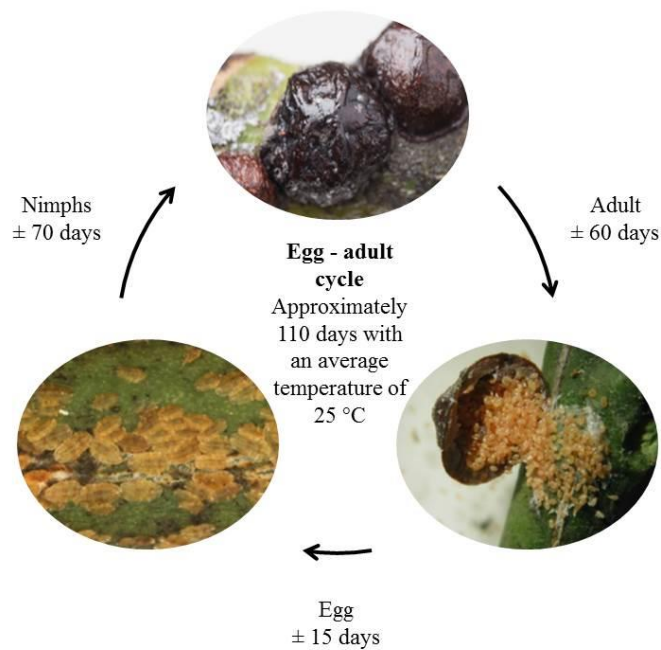 Nimphs
± 70 days
Adult
± 60 days
Egg - adult
cycle
Approximately
110 days with
an average
temperature of
25 °C
Egg
± 15 days